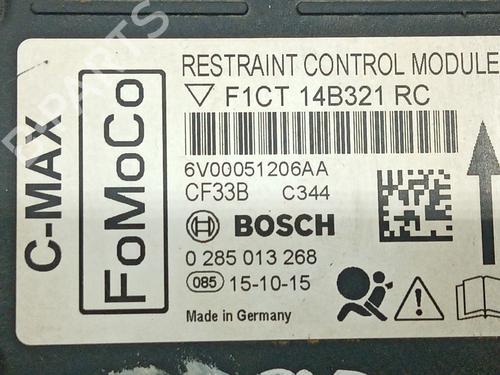 RESTRAINT CONTROL MODULE
F1CT 14B321 RC
C-MAX
FoMoCo
6V00051206AA
CF33B C344
BOSCH
0 285 013 268
085 15-10-15
Made in Germany